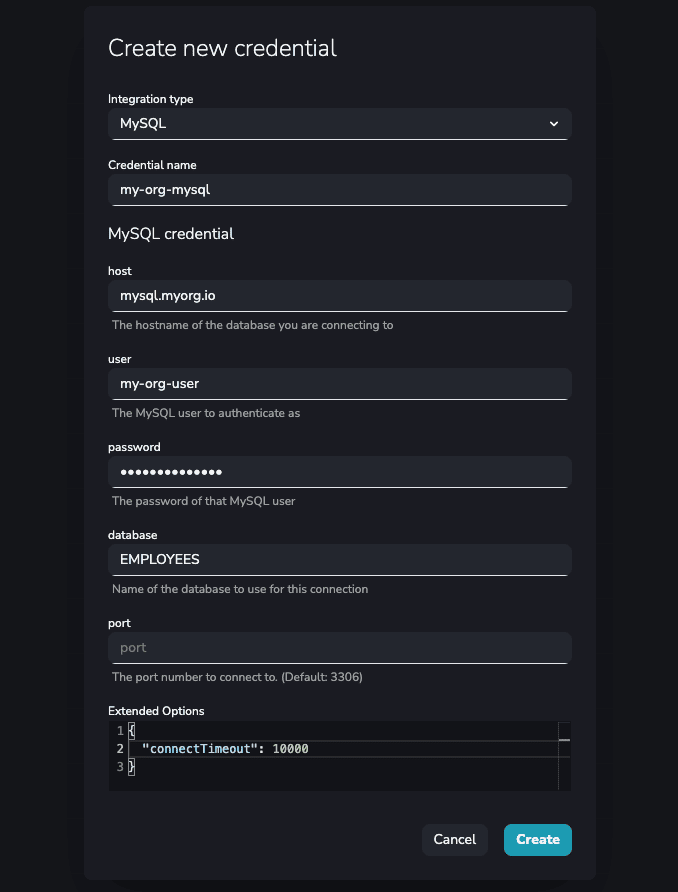 Create new credential
Integration type
MySQL
Credential name
my-org-mysql
MySQL credential
host
mysql.myorg.io
The hostname of the database you are connecting to
user
my-org-user
The MySQL user to authenticate as
password
••••••••••••••
The password of that MySQL user
database
EMPLOYEES
Name of the database to use for this connection
port
port
The port number to connect to. (Default: 3306)
Extended Options
1 {
2 "connectTimeout": 10000
3 }
Cancel Create